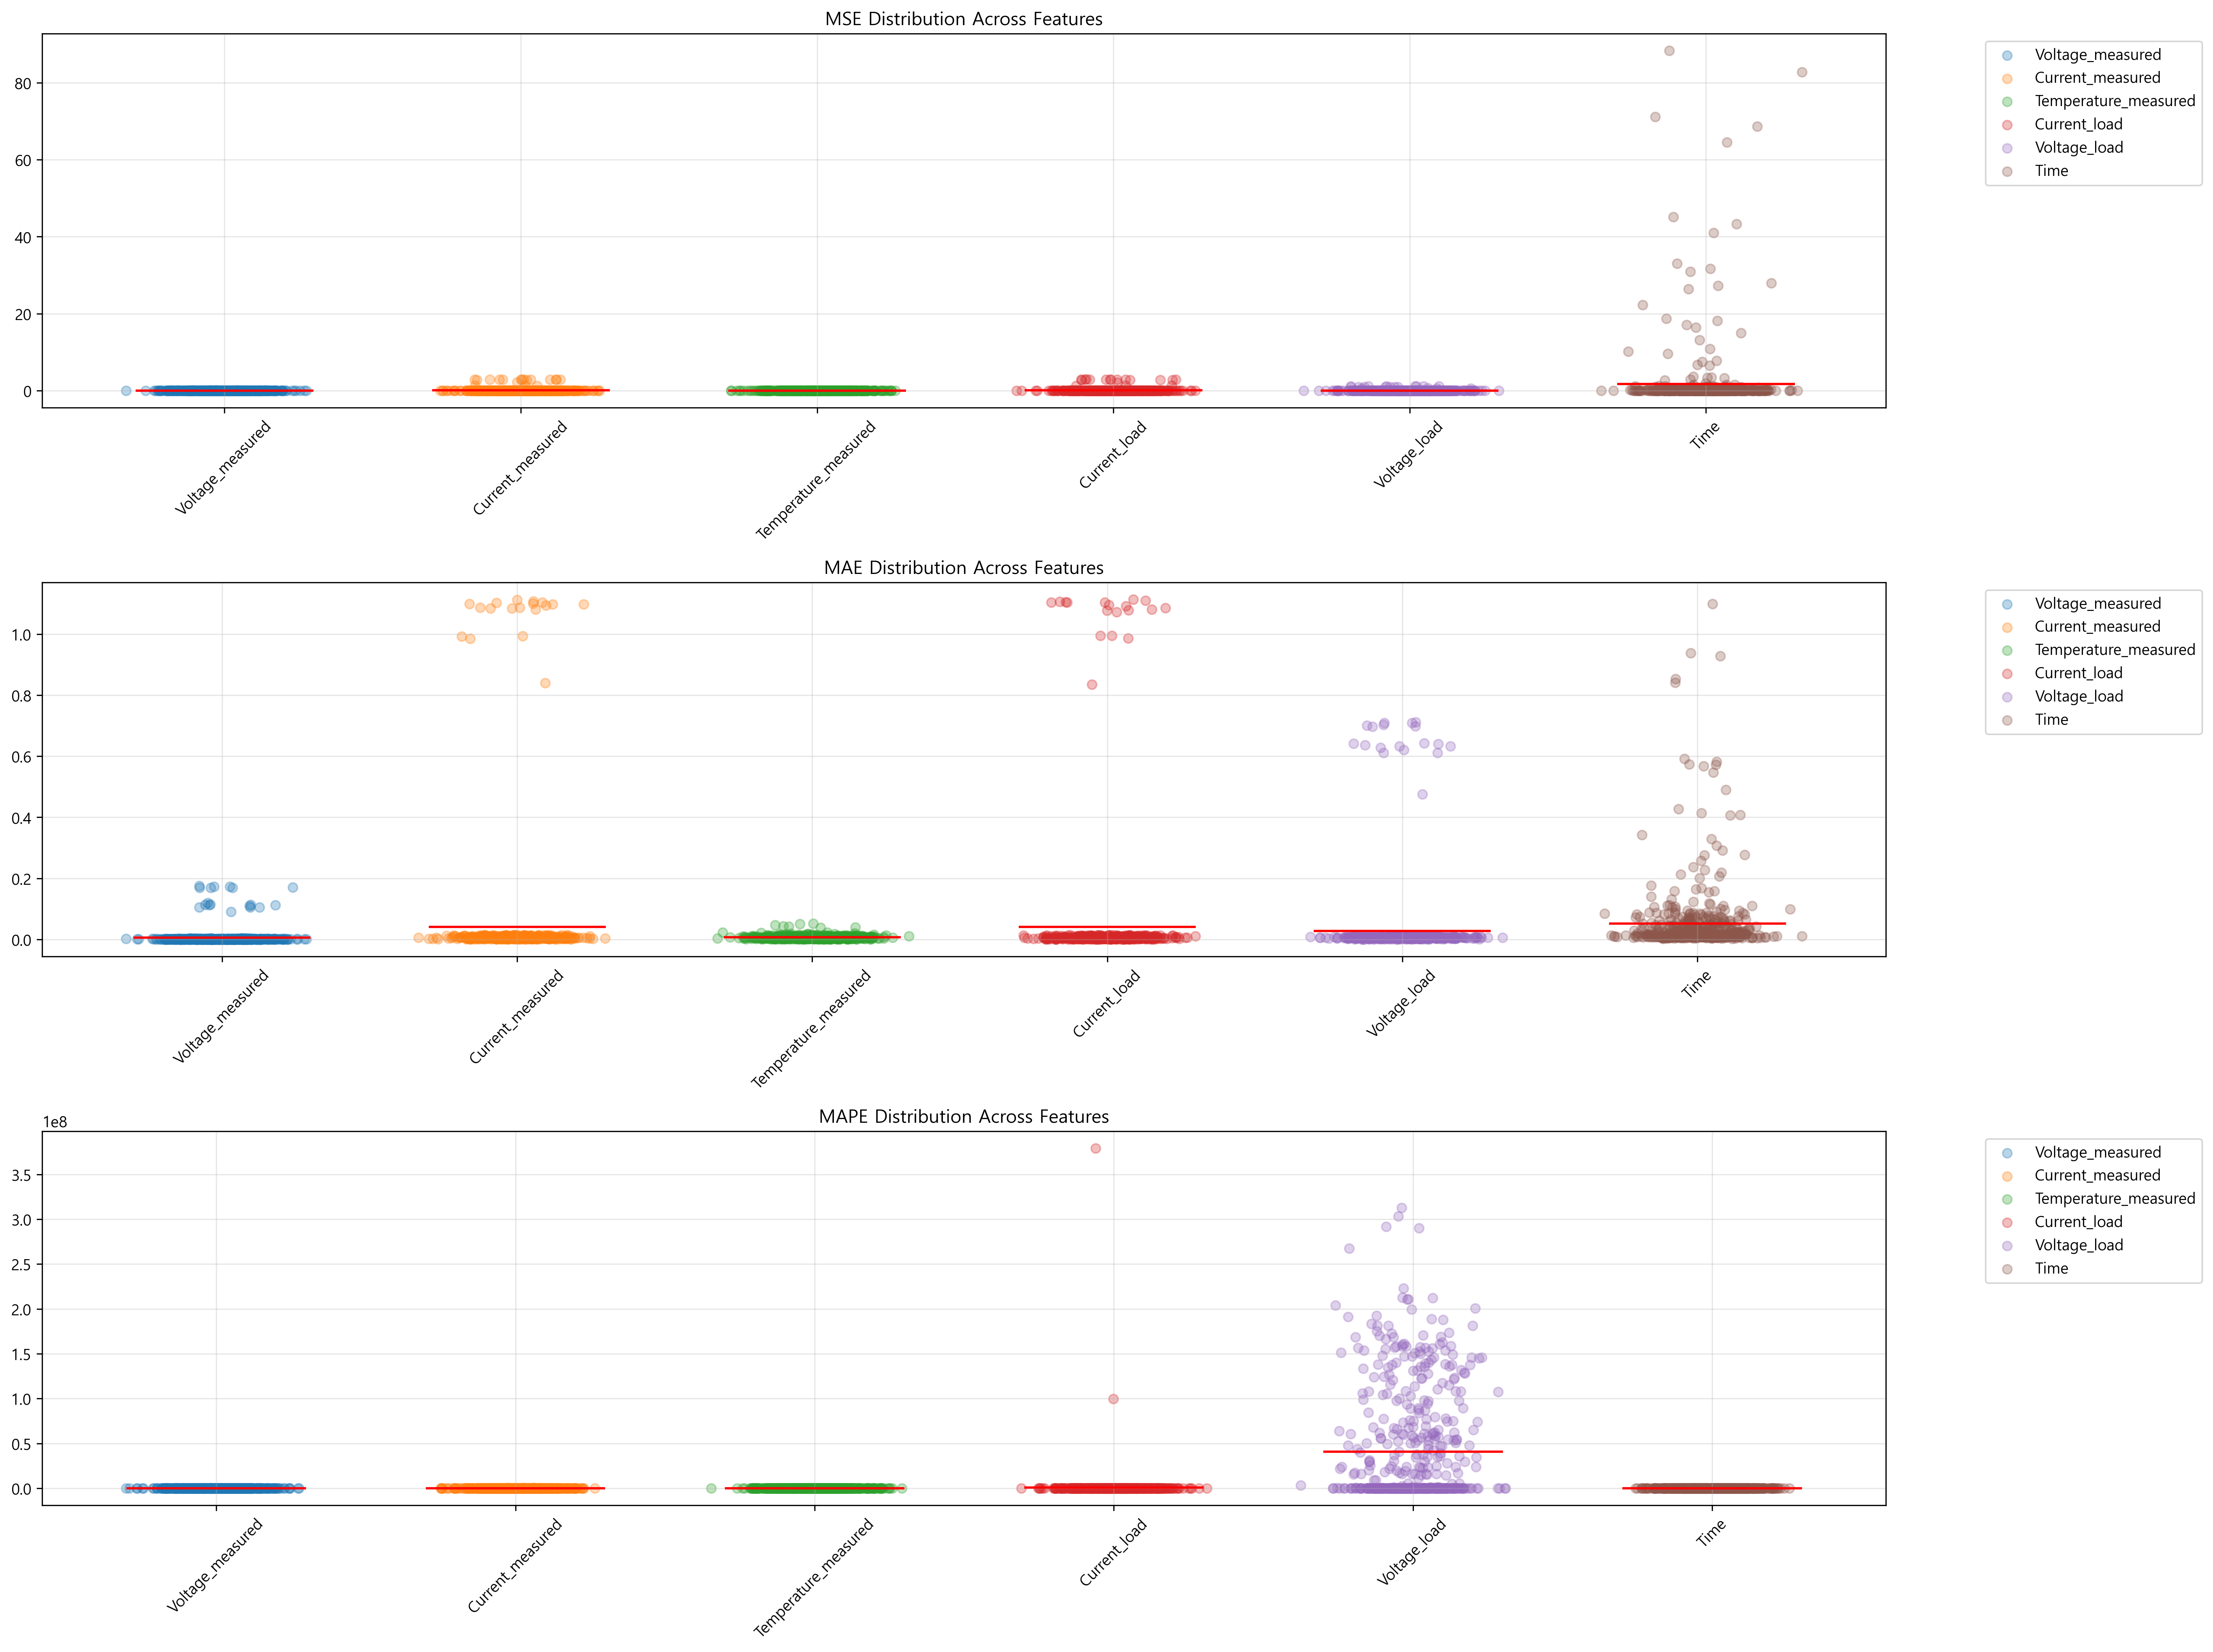 MSE Distribution Across Features
80
60
40
20
0
Voltage_measured
Current_measured
Temperature_measured
Current_load
Voltage_load
Time
Voltage_measured
Current_measured
Temperature_measured
Current_load
Voltage_load
Time
MAE Distribution Across Features
1.0
0.8
0.6
0.4
0.2
0.0
Voltage_measured
Current_measured
Temperature_measured
Current_load
Voltage_load
Time
Voltage_measured
Current_measured
Temperature_measured
Current_load
Voltage_load
Time
MAPE Distribution Across Features
1e8
3.5
3.0
2.5
2.0
1.5
1.0
0.5
0.0
Voltage_measured
Current_measured
Temperature_measured
Current_load
Voltage_load
Time
Voltage_measured
Current_measured
Temperature_measured
Current_load
Voltage_load
Time